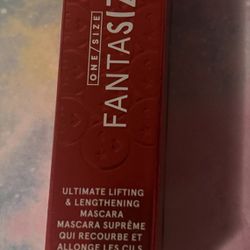 ONE/SIZE
FANTASIZ
ULTIMATE LIFTING
& LENGTHENING
MASCARA
MASCARA SUPRÊME
QUI RECOURBE ET
ALLONGE LES CILS